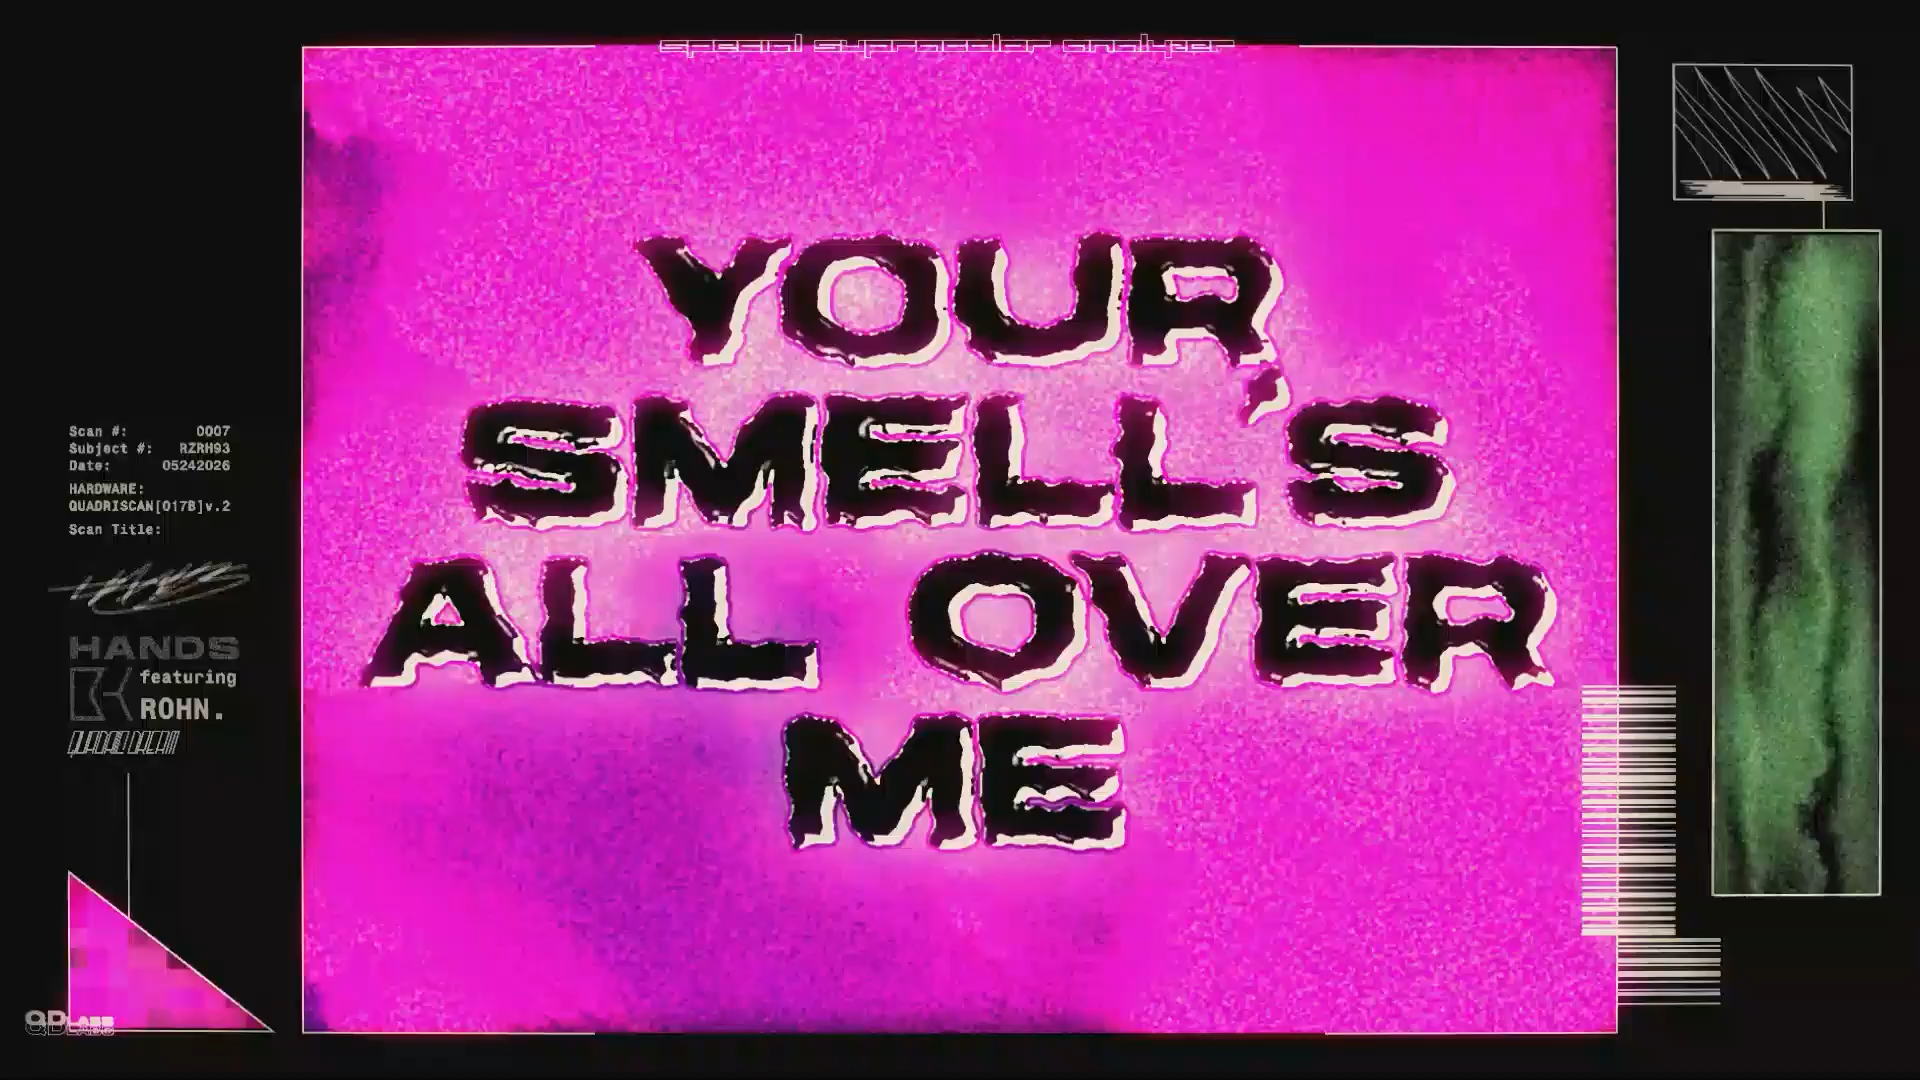 special supracolor analyzer
YOUR
SMELL'S
ALL OVER
ME
Scan #: 0007
Subject #: RZRH93
Date: 05242026
HARDWARE:
QUADRISCAN[017B]v.2
Scan Title:
HANDS
featuring
ROHN.
QDLABS